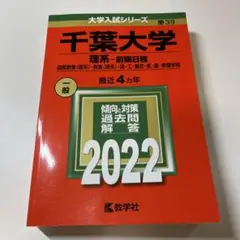 大学入試シリーズ
39
千葉大学
理系-前期日程
一般
最近4カ年
傾向と対策
過去問
解答
2022
教学社